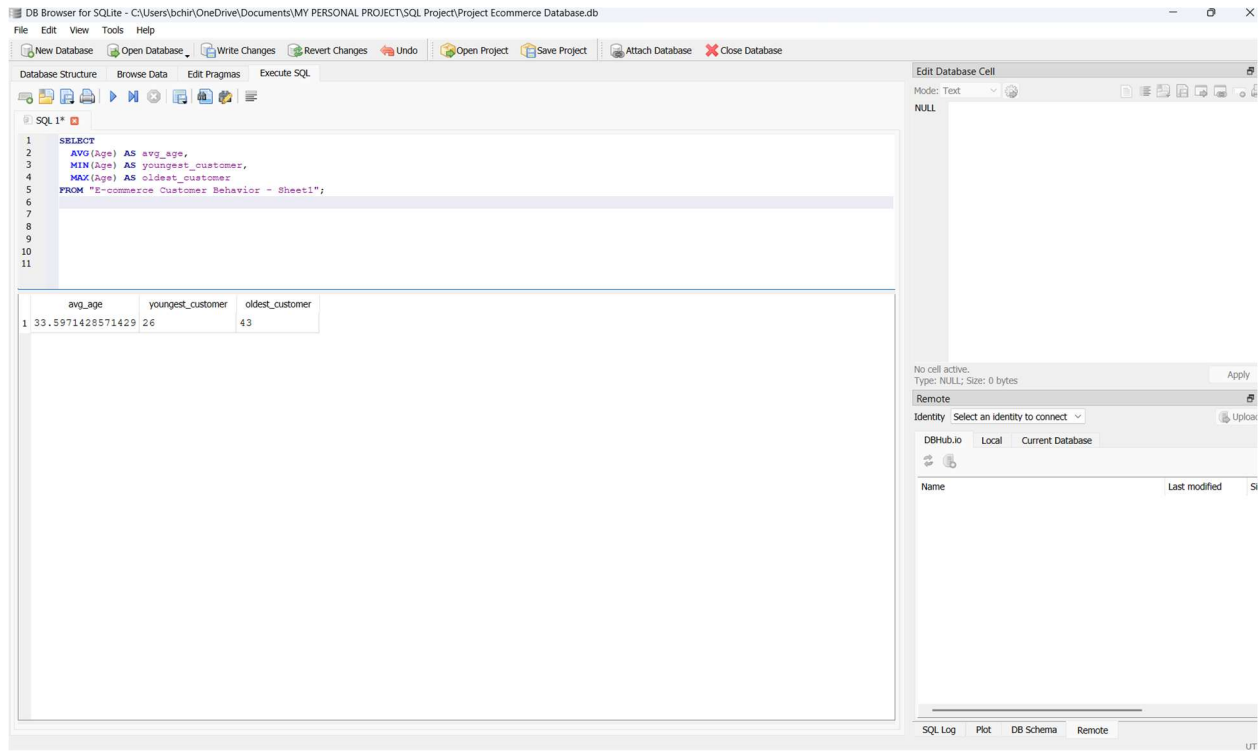 DB Browser for SQLite - C:\Users\bchir\OneDrive\Documents\MY PERSONAL PROJECT\SQL Project\Project Ecommerce Database.db
File Edit View Tools Help
New Database Open Database Write Changes Revert Changes Undo Open Project Save Project Attach Database Close Database
Database Structure Browse Data Edit Pragmas Execute SQL
SQL 1*
1 SELECT
2 AVG(Age) AS avg_age,
3 MIN(Age) AS youngest_customer,
4 MAX(Age) AS oldest_customer
5 FROM "E-commerce Customer Behavior - Sheet1";
6
7
8
9
10
11
avg_age youngest_customer oldest_customer
1 33.5971428571429 26 43
Edit Database Cell
Mode: Text
NULL
No cell active.
Type: NULL; Size: 0 bytes
Apply
Remote
Identity Select an identity to connect Upload
DBHub.io Local Current Database
Name Last modified Si
SQL Log Plot DB Schema Remote
UT